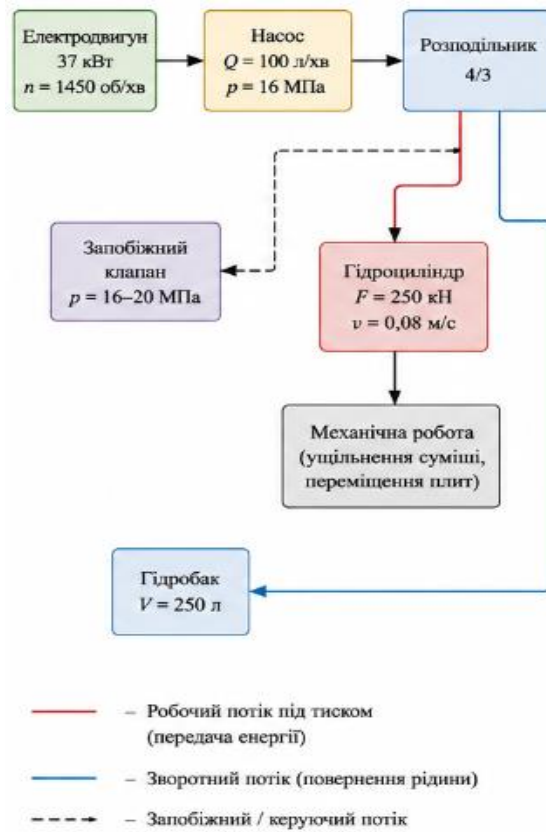 Електродвигун
37 кВт
n = 1450 об/хв
Насос
Q = 100 л/хв
p = 16 МПа
Розподільник
4/3
Запобіжний
клапан
p = 16–20 МПа
Гідроциліндр
F = 250 кН
v = 0,08 м/с
Механічна робота
(ущільнення суміші,
переміщення плит)
Гідробак
V = 250 л
– Робочий потік під тиском
(передача енергії)
– Зворотний потік (повернення рідини)
– Запобіжний / керуючий потік